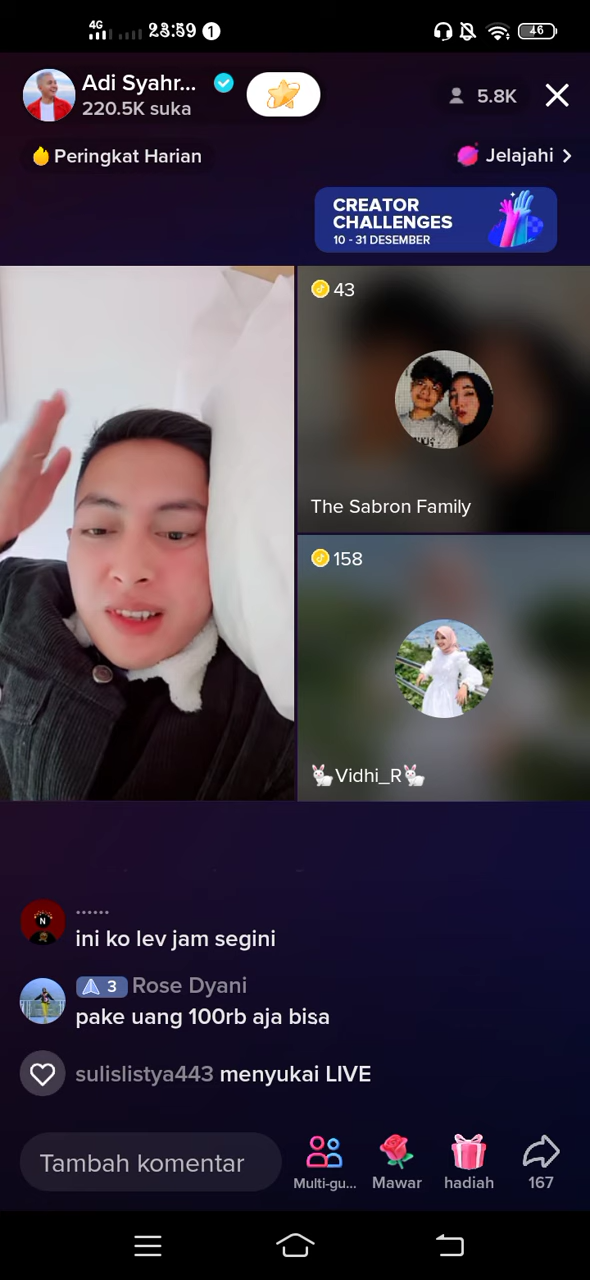 4G
23:59
1
46
Adi Syahr...
220.5K suka
5.8K
Peringkat Harian
Jelajahi
CREATOR
CHALLENGES
10 - 31 DESEMBER
43
The Sabron Family
158
🐇Vidhi_R🐇
......
N
ini ko lev jam segini
3 Rose Dyani
pake uang 100rb aja bisa
sulislistya443 menyukai LIVE
Tambah komentar
Multi-gu...
Mawar
hadiah
167